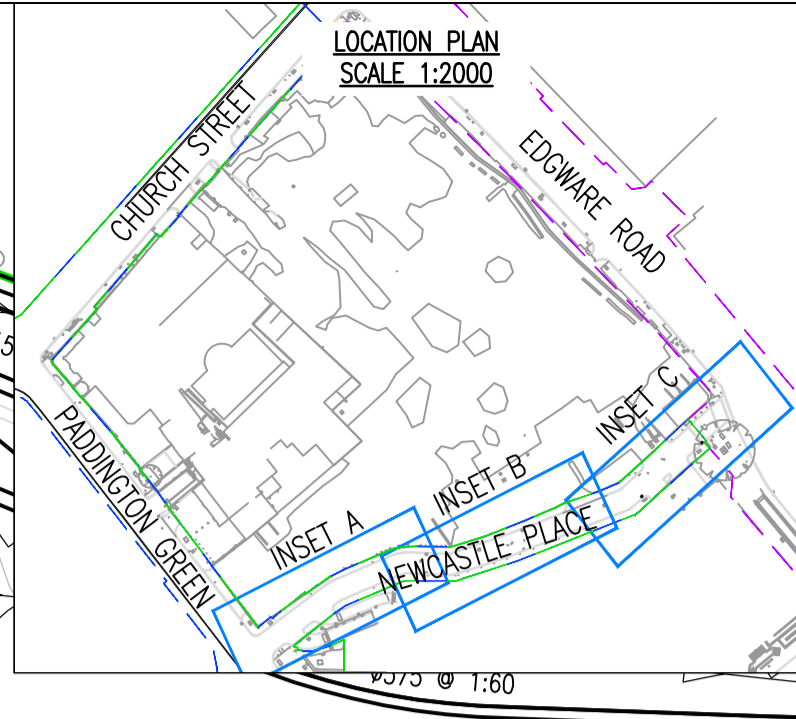 LOCATION PLAN
SCALE 1:2000
CHURCH STREET
EDGWARE ROAD
PADDINGTON GREEN
INSET A
INSET B
INSET C
NEWCASTLE PLACE
@ 1:60